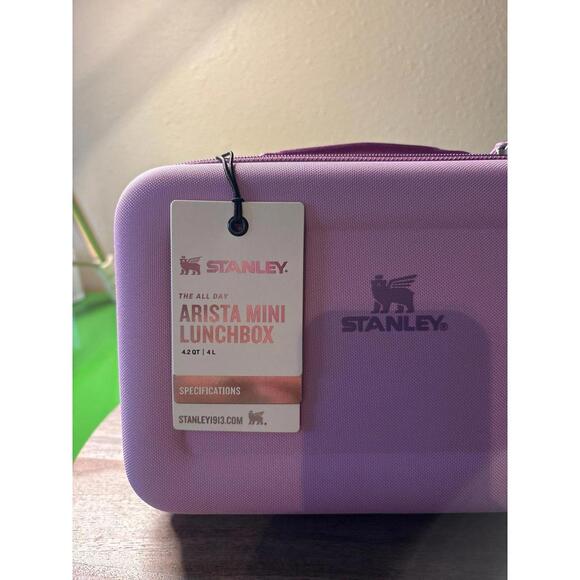 STANLEY.
THE ALL DAY
ARISTA MINI
LUNCHBOX
4.2 QT | 4 L
SPECIFICATIONS
STANLEY1913.COM
STANLEY®